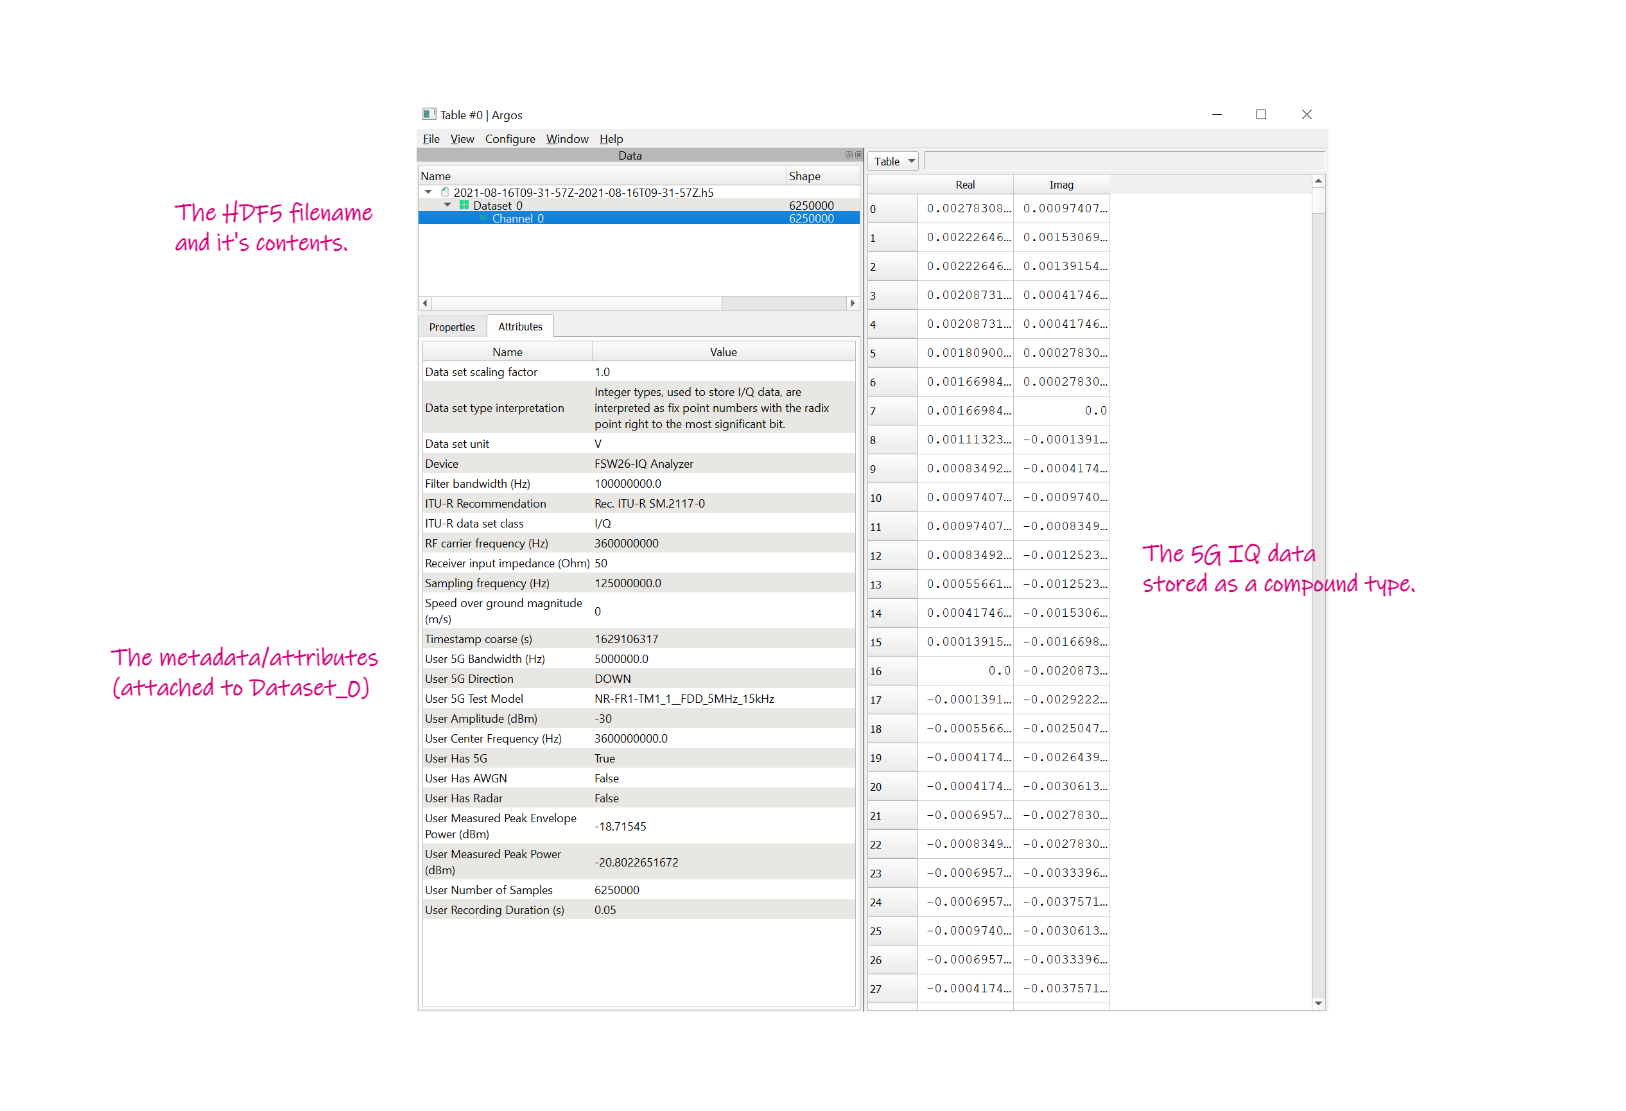 Table #0 | Argos
File View Configure Window Help
Data
Name Shape
2021-08-16T09-31-57Z-2021-08-16T09-31-57Z.h5
Dataset_0 6250000
Channel_0 6250000
The HDF5 filename
and it's contents.
Properties Attributes
Name Value
Data set scaling factor 1.0
Data set type interpretation Integer types, used to store I/Q data, are
interpreted as fix point numbers with the radix
point right to the most significant bit.
Data set unit V
Device FSW26-IQ Analyzer
Filter bandwidth (Hz) 100000000.0
ITU-R Recommendation Rec. ITU-R SM.2117-0
ITU-R data set class I/Q
RF carrier frequency (Hz) 3600000000
Receiver input impedance (Ohm) 50
Sampling frequency (Hz) 125000000.0
Speed over ground magnitude
(m/s) 0
Timestamp coarse (s) 1629106317
User 5G Bandwidth (Hz) 5000000.0
User 5G Direction DOWN
User 5G Test Model NR-FR1-TM1_1__FDD_5MHz_15kHz
User Amplitude (dBm) -30
User Center Frequency (Hz) 3600000000.0
User Has 5G True
User Has AWGN False
User Has Radar False
User Measured Peak Envelope
Power (dBm) -18.71545
User Measured Peak Power
(dBm) -20.8022651672
User Number of Samples 6250000
User Recording Duration (s) 0.05
The metadata/attributes
(attached to Dataset_0)
Table
Real Imag
0 0.00278308... 0.00097407...
1 0.00222646... 0.00153069...
2 0.00222646... 0.00139154...
3 0.00208731... 0.00041746...
4 0.00208731... 0.00041746...
5 0.00180900... 0.00027830...
6 0.00166984... 0.00027830...
7 0.00166984... 0.0
8 0.00111323... -0.0001391...
9 0.00083492... -0.0004174...
10 0.00097407... -0.0009740...
11 0.00097407... -0.0008349...
12 0.00083492... -0.0012523...
13 0.00055661... -0.0012523...
14 0.00041746... -0.0015306...
15 0.00013915... -0.0016698...
16 0.0 -0.0020873...
17 -0.0001391... -0.0029222...
18 -0.0005566... -0.0025047...
19 -0.0004174... -0.0026439...
20 -0.0004174... -0.0030613...
21 -0.0006957... -0.0027830...
22 -0.0008349... -0.0027830...
23 -0.0006957... -0.0033396...
24 -0.0006957... -0.0037571...
25 -0.0009740... -0.0030613...
26 -0.0006957... -0.0033396...
27 -0.0004174... -0.0037571...
The 5G IQ data
stored as a compound type.